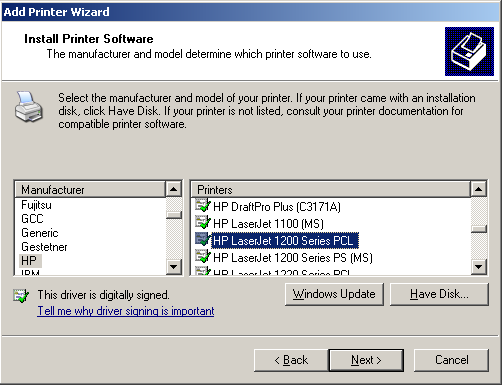 Add Printer Wizard
Install Printer Software
The manufacturer and model determine which printer software to use.
Select the manufacturer and model of your printer. If your printer came with an installation
disk, click Have Disk. If your printer is not listed, consult your printer documentation for
compatible printer software.
Manufacturer
Fujitsu
GCC
Generic
Gestetner
HP
IBM
Printers
HP DraftPro Plus (C3171A)
HP LaserJet 1100 (MS)
HP LaserJet 1200 Series PCL
HP LaserJet 1200 Series PS (MS)
HP LaserJet 1220 Series PCL
This driver is digitally signed.
Tell me why driver signing is important
Windows Update
Have Disk...
< Back
Next >
Cancel